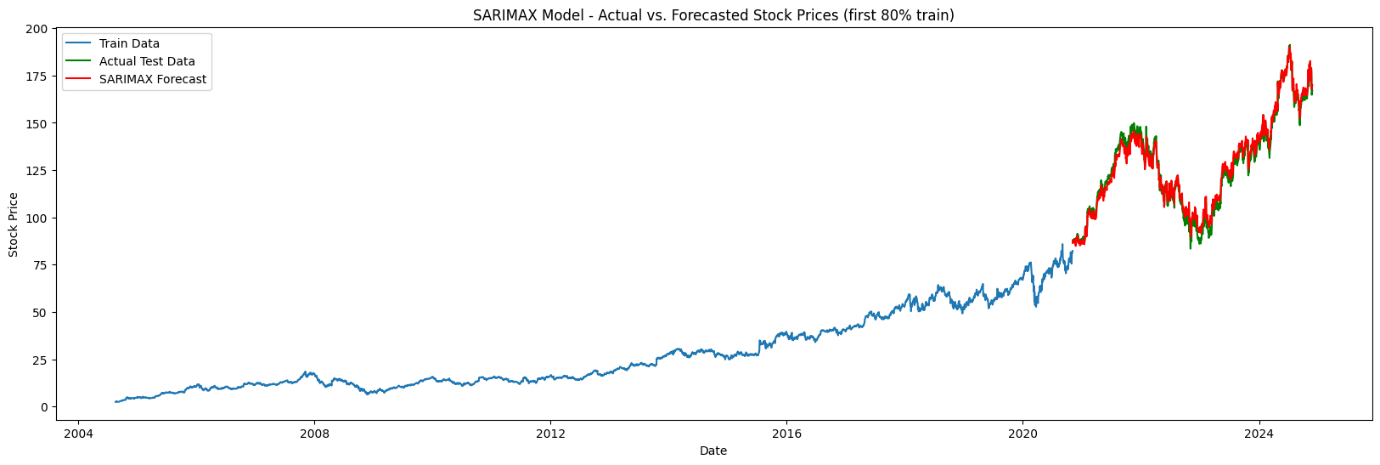 SARIMAX Model - Actual vs. Forecasted Stock Prices (first 80% train)
Train Data
Actual Test Data
SARIMAX Forecast
Stock Price
200
175
150
125
100
75
50
25
0
2004
2008
2012
2016
2020
2024
Date